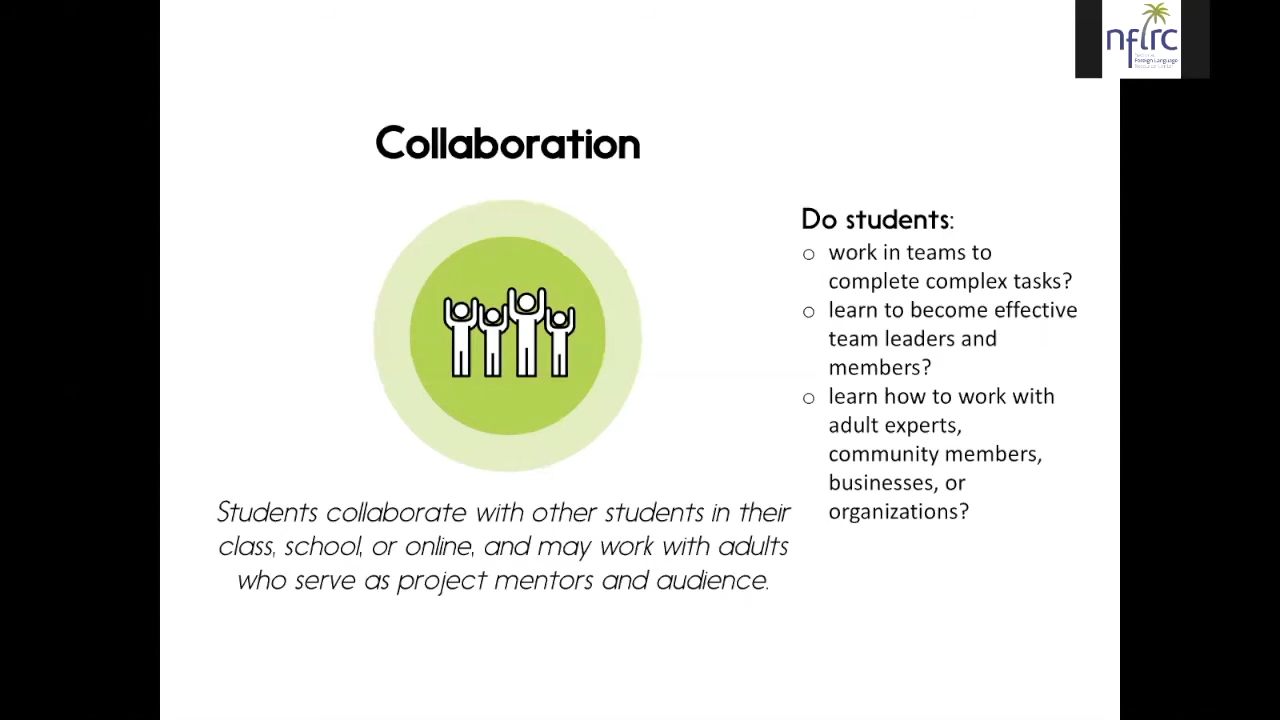 nflrc
Foreign Language
Collaboration
Do students:
○ work in teams to
complete complex tasks?
○ learn to become effective
team leaders and
members?
○ learn how to work with
adult experts,
community members,
businesses, or
organizations?
Students collaborate with other students in their
class, school, or online, and may work with adults
who serve as project mentors and audience.